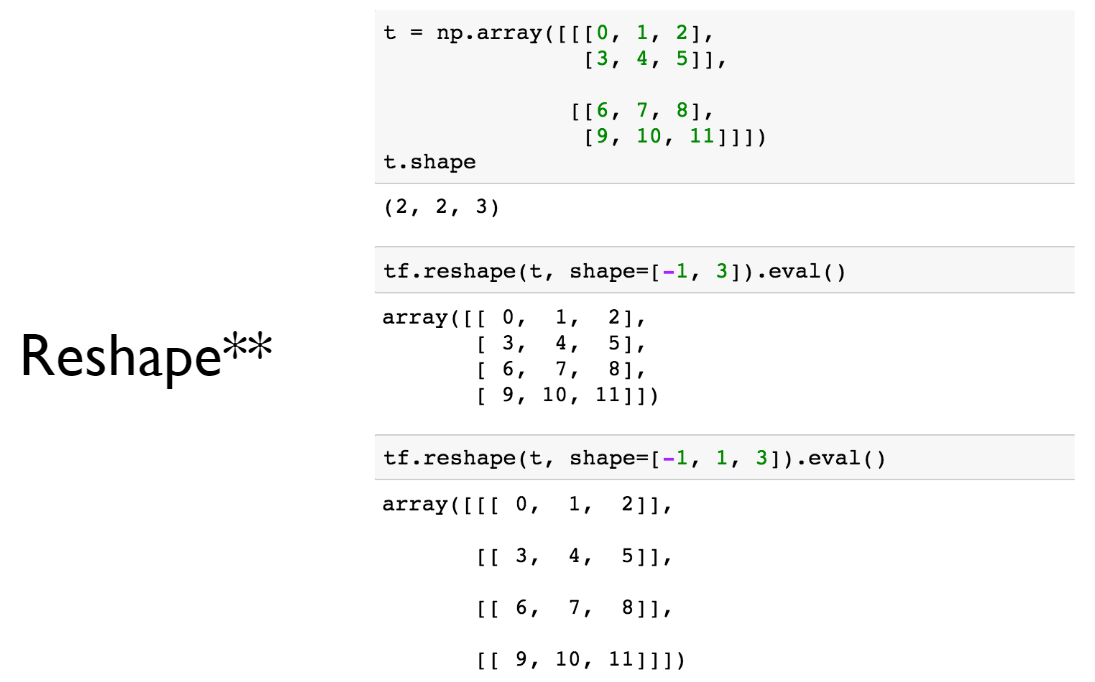 Reshape**
t = np.array([[[0, 1, 2],
               [3, 4, 5]],
              [[6, 7, 8],
               [9, 10, 11]]])
t.shape
(2, 2, 3)
tf.reshape(t, shape=[-1, 3]).eval()
array([[ 0,  1,  2],
       [ 3,  4,  5],
       [ 6,  7,  8],
       [ 9, 10, 11]])
tf.reshape(t, shape=[-1, 1, 3]).eval()
array([[[ 0,  1,  2]],
       [[ 3,  4,  5]],
       [[ 6,  7,  8]],
       [[ 9, 10, 11]]])